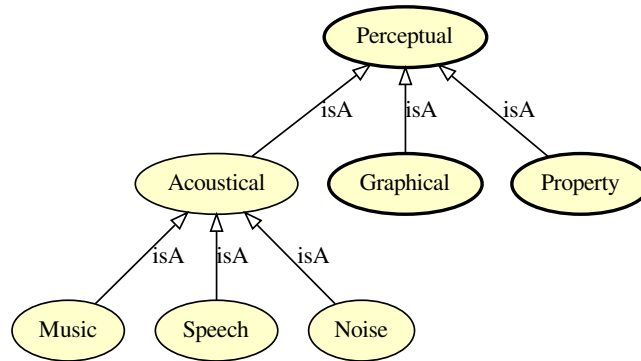 Perceptual
isA isA isA
Acoustical Graphical Property
isA isA isA
Music Speech Noise